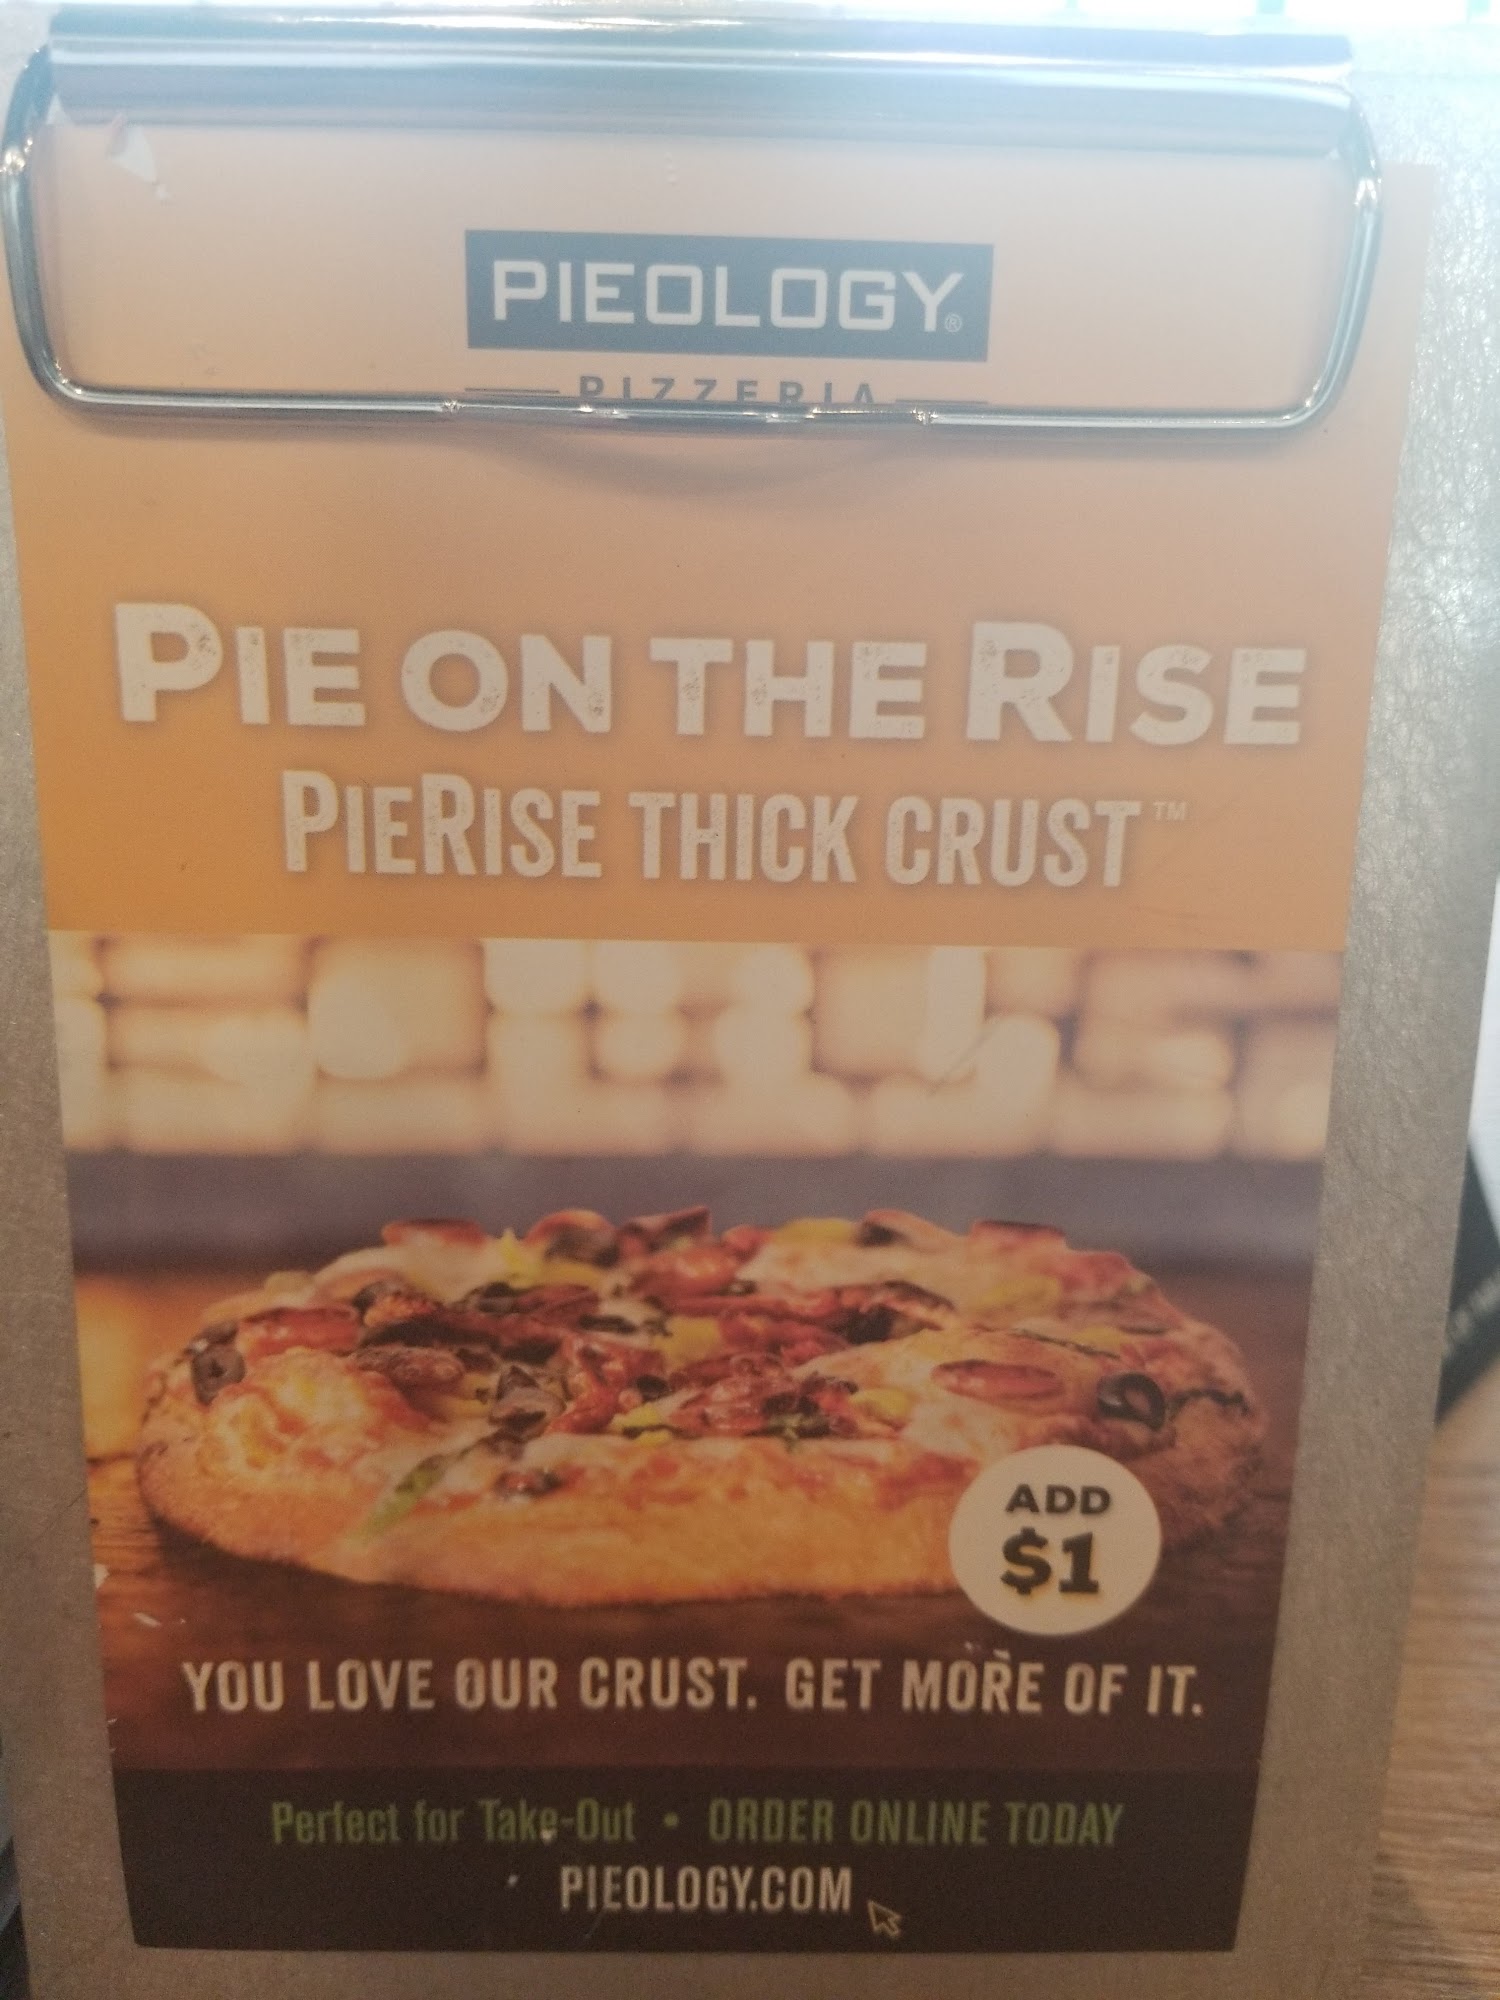 PIEOLOGY®
PIZZERIA
PIE ON THE RISE
PIERISE THICK CRUST™
ADD
$1
YOU LOVE OUR CRUST. GET MORE OF IT.
Perfect for Take-Out • ORDER ONLINE TODAY
PIEOLOGY.COM